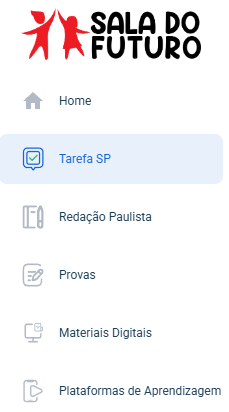 SALA DO
FUTURO
Home
Tarefa SP
Redação Paulista
Provas
Materiais Digitais
Plataformas de Aprendizagem